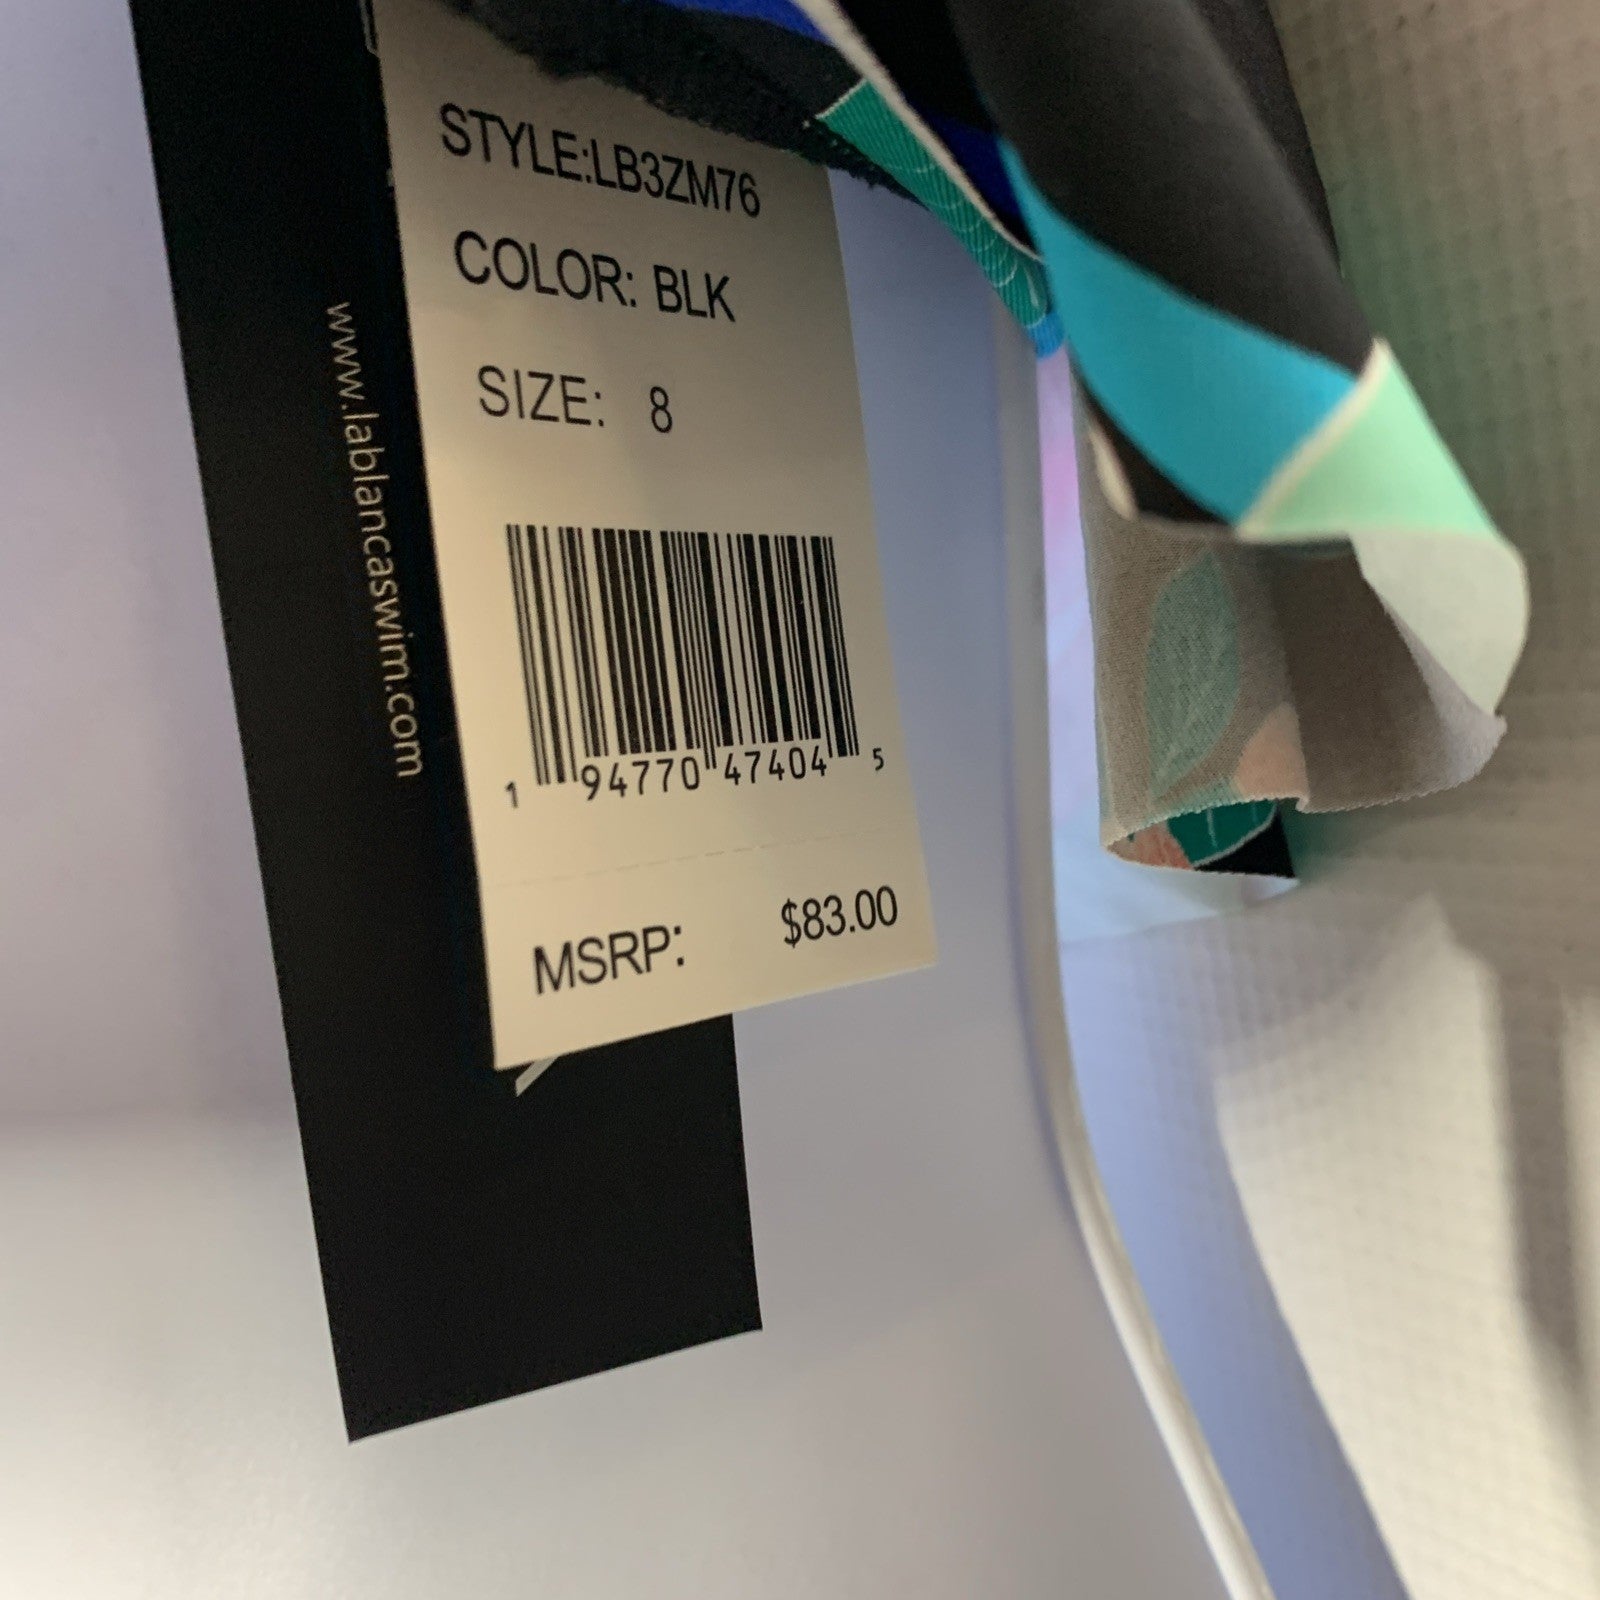 STYLE:LB3ZM76
COLOR: BLK
SIZE: 8
1 94770 47404 5
MSRP: $83.00
www.lablancaswim.com